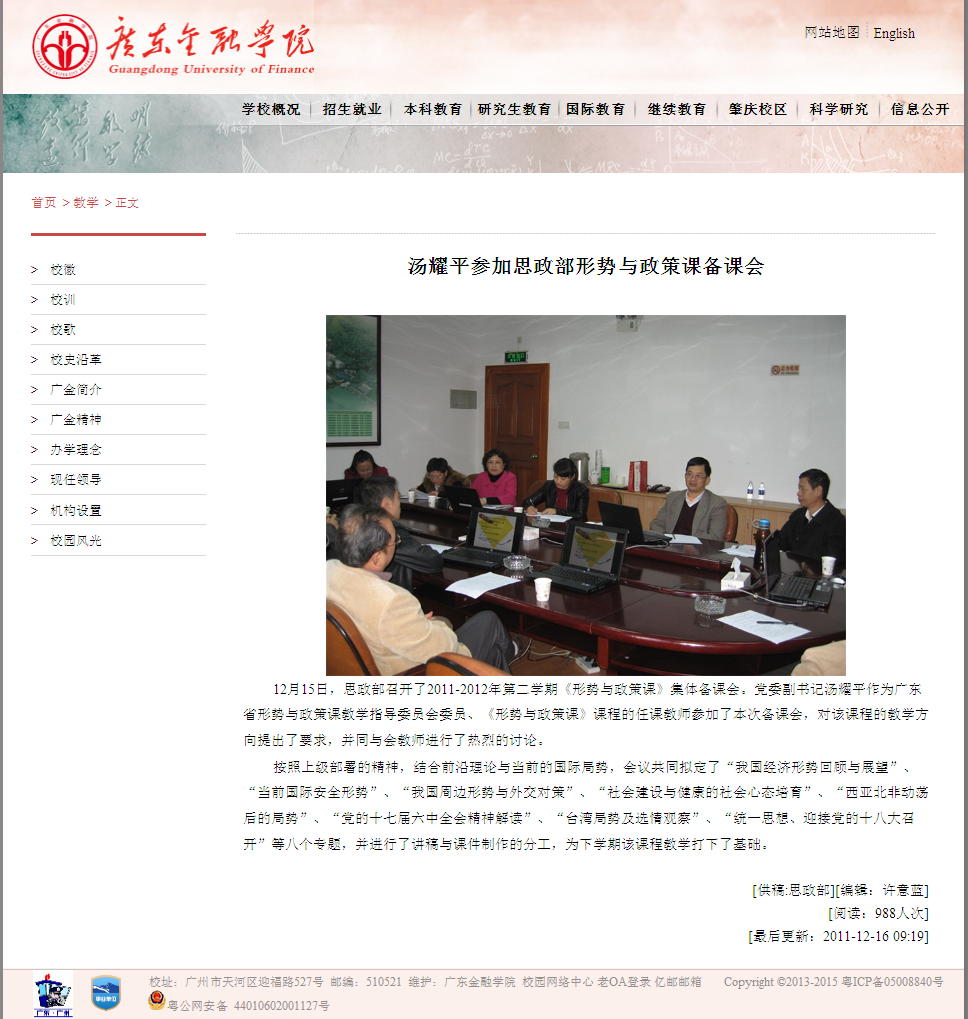 广东金融学院
Guangdong University of Finance
网站地图 English
学校概况 招生就业 本科教育 研究生教育 国际教育 继续教育 肇庆校区 科学研究 信息公开
首页 > 教学 > 正文
> 校徽
> 校训
> 校歌
> 校史沿革
> 广金简介
> 广金精神
> 办学理念
> 现任领导
> 机构设置
> 校园风光
汤耀平参加思政部形势与政策课备课会
12月15日，思政部召开了2011-2012年第二学期《形势与政策课》集体备课会。党委副书记汤耀平作为广东
省形势与政策课教学指导委员会委员、《形势与政策课》课程的任课教师参加了本次备课会，对该课程的教学方
向提出了要求，并同与会教师进行了热烈的讨论。
按照上级部署的精神，结合前沿理论与当前的国际局势，会议共同拟定了“我国经济形势回顾与展望”、
“当前国际安全形势”、“我国周边形势与外交对策”、“社会建设与健康的社会心态培育”、“西亚北非动荡
后的局势”、“党的十七届六中全会精神解读”、“台湾局势及选情观察”、“统一思想、迎接党的十八大召
开”等八个专题，并进行了讲稿与课件制作的分工，为下学期该课程教学打下了基础。
[供稿:思政部][编辑：许意蓝]
[阅读：988人次]
[最后更新：2011-12-16 09:19]
校址：广州市天河区迎福路527号 邮编：510521 维护：广东金融学院 校园网络中心 老OA登录 亿邮邮箱 Copyright ©2013-2015 粤ICP备05008840号
粤公网安备 44010602001127号
广东·广州
事业单位